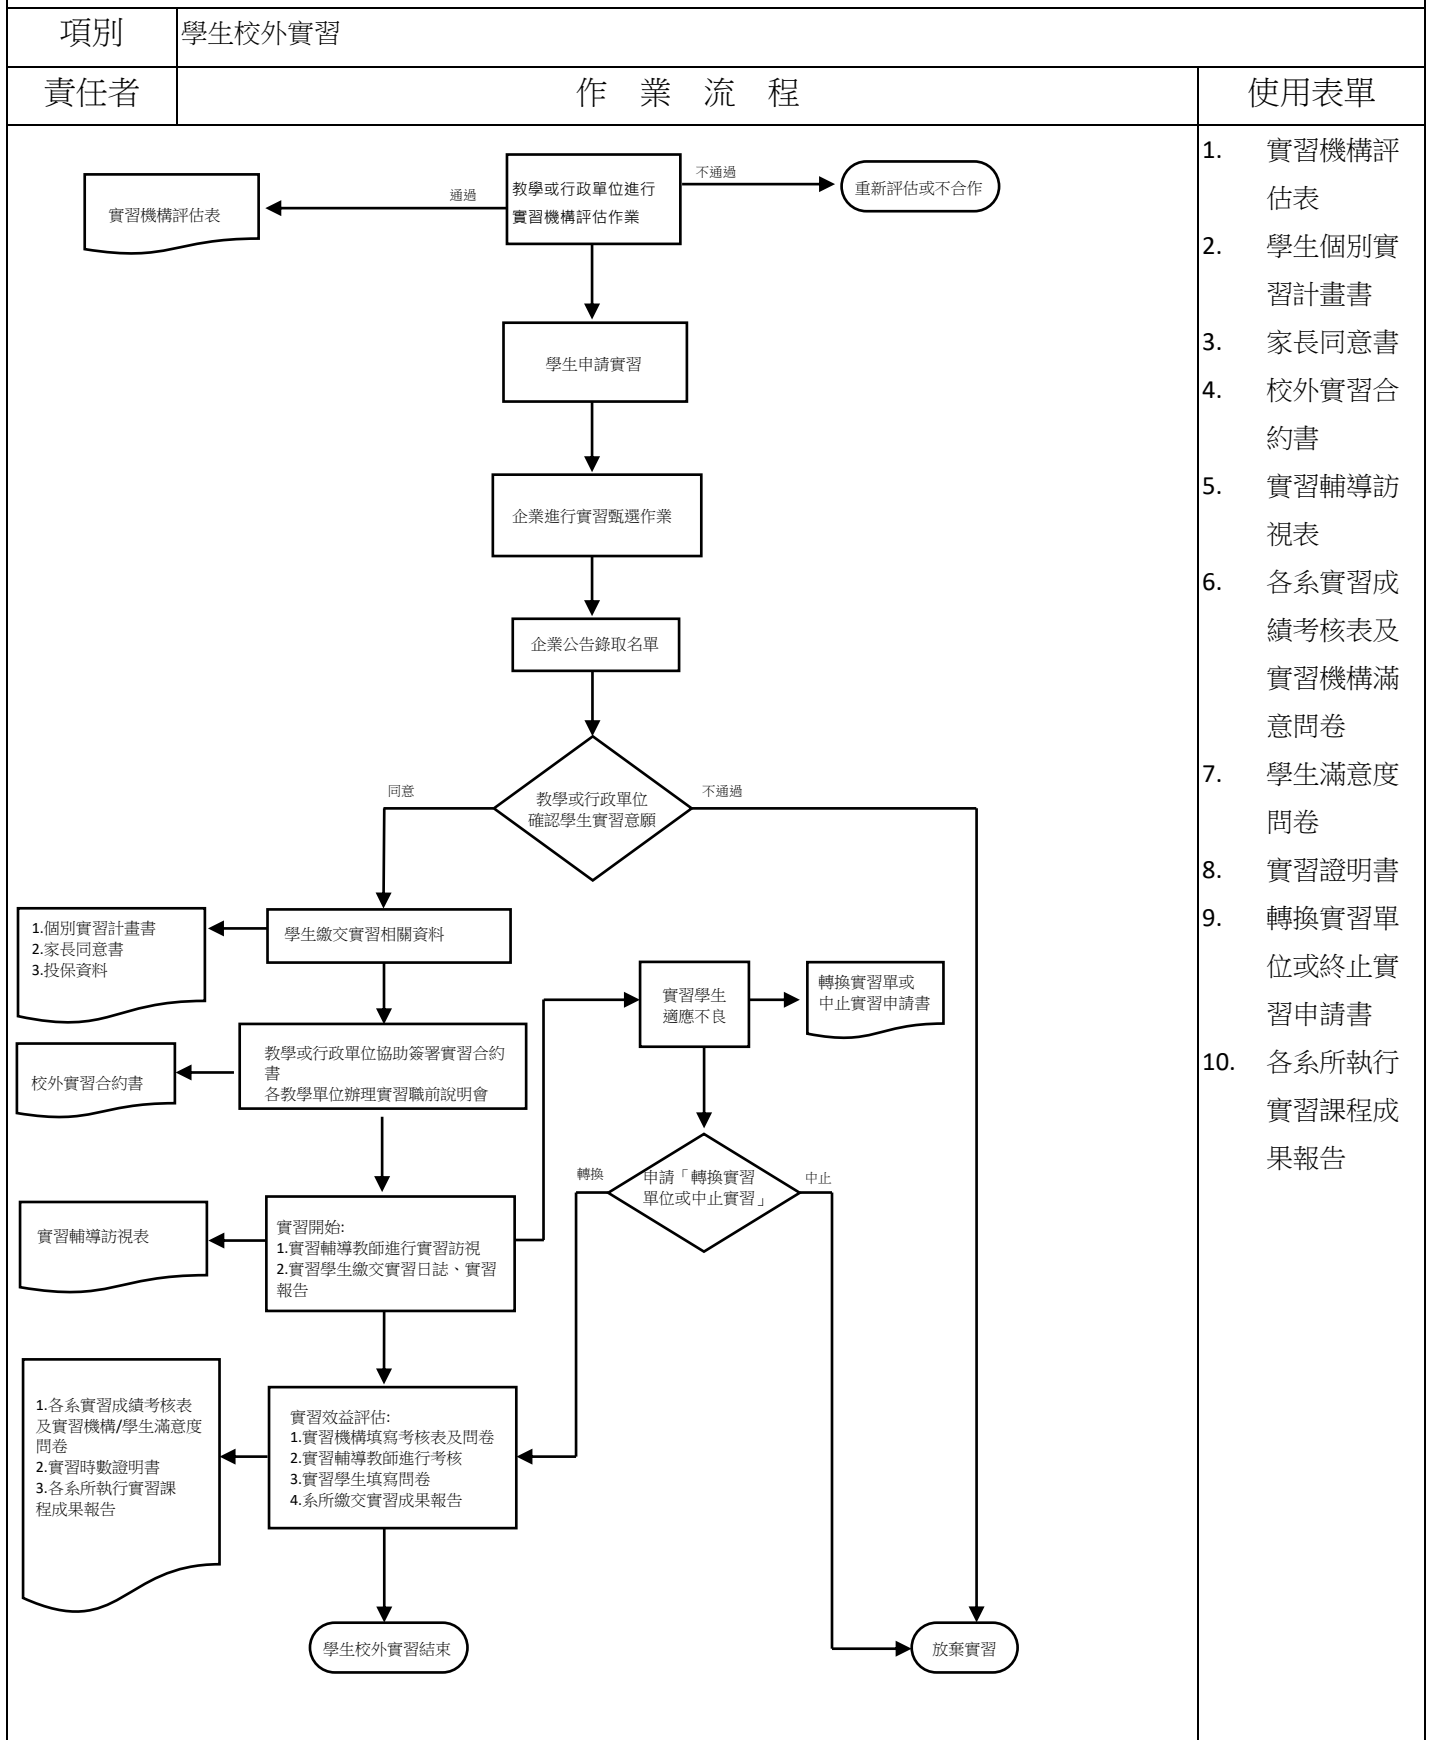 項別
學生校外實習
責任者
作 業 流 程
使用表單
教學或行政單位進行
實習機構評估作業
通過
不通過
實習機構評估表
重新評估或不合作
學生申請實習
企業進行實習甄選作業
企業公告錄取名單
教學或行政單位
確認學生實習意願
同意
不通過
學生繳交實習相關資料
1.個別實習計畫書
2.家長同意書
3.投保資料
教學或行政單位協助簽署實習合約
書
各教學單位辦理實習職前說明會
校外實習合約書
實習學生
適應不良
轉換實習單或
中止實習申請書
申請「轉換實習
單位或中止實習」
轉換
中止
實習開始:
1.實習輔導教師進行實習訪視
2.實習學生繳交實習日誌、實習
報告
實習輔導訪視表
實習效益評估:
1.實習機構填寫考核表及問卷
2.實習輔導教師進行考核
3.實習學生填寫問卷
4.系所繳交實習成果報告
1.各系實習成績考核表
及實習機構/學生滿意度
問卷
2.實習時數證明書
3.各系所執行實習課
程成果報告
學生校外實習結束
放棄實習
1. 實習機構評
估表
2. 學生個別實
習計畫書
3. 家長同意書
4. 校外實習合
約書
5. 實習輔導訪
視表
6. 各系實習成
績考核表及
實習機構滿
意問卷
7. 學生滿意度
問卷
8. 實習證明書
9. 轉換實習單
位或終止實
習申請書
10. 各系所執行
實習課程成
果報告